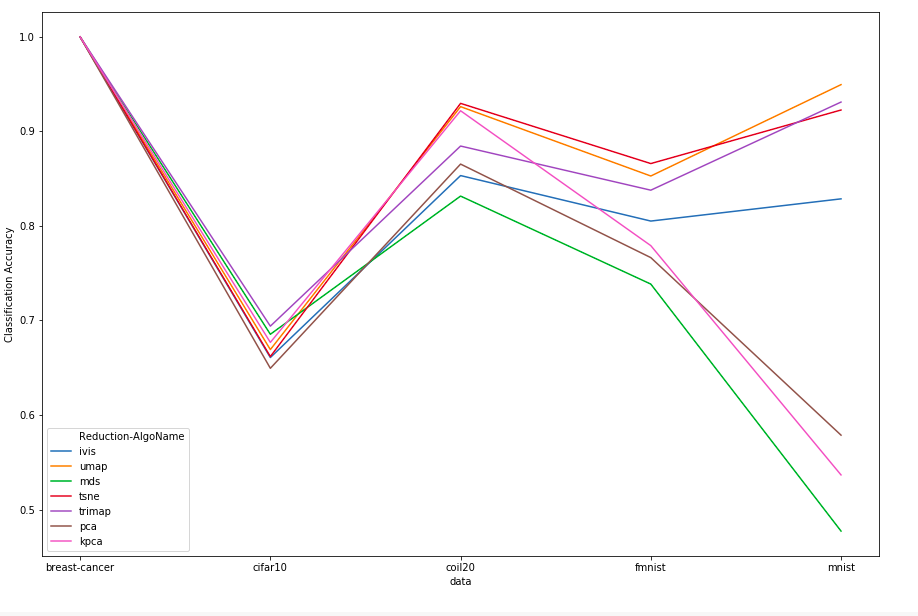 1.0
0.9
0.8
0.7
0.6
0.5
Classification Accuracy
Reduction-AlgoName
ivis
umap
mds
tsne
trimap
pca
kpca
breast-cancer cifar10 coil20 fmnist mnist
data